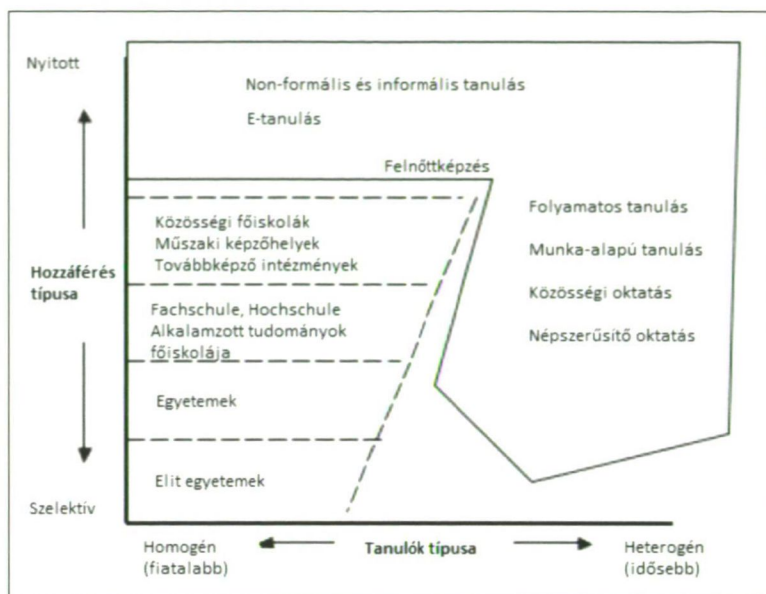 Nyitott
Non-formális és informális tanulás
E-tanulás
Felnőttképzés
Közösségi főiskolák
Műszaki képzőhelyek
Továbbképző intézmények
Folyamatos tanulás
Munka-alapú tanulás
Közösségi oktatás
Népszerűsítő oktatás
Hozzáférés
típusa
Fachschule, Hochschule
Alkalamzott tudományok
főiskolája
Egyetemek
Elit egyetemek
Szelektív
Homogén
(fiatalabb)
Tanulók típusa
Heterogén
(idősebb)